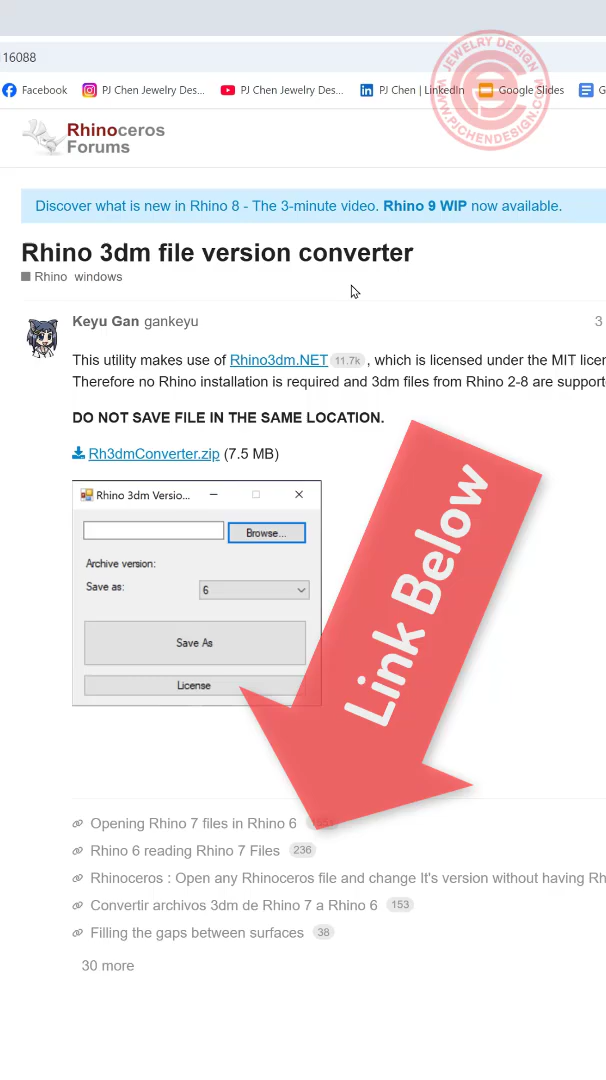 116088
Facebook
PJ Chen Jewelry Des...
PJ Chen Jewelry Des...
PJ Chen | LinkedIn
Google Slides
G
JEWELRY DESIGN
WWW.PJCHENDESIGN.COM
Rhinoceros
Forums
Discover what is new in Rhino 8 - The 3-minute video. Rhino 9 WIP now available.
Rhino 3dm file version converter
Rhino windows
Keyu Gan gankeyu
3
This utility makes use of Rhino3dm.NET 11.7k , which is licensed under the MIT licen
Therefore no Rhino installation is required and 3dm files from Rhino 2-8 are support
DO NOT SAVE FILE IN THE SAME LOCATION.
Rh3dmConverter.zip (7.5 MB)
Rhino 3dm Versio...
Browse...
Archive version:
Save as:
6
Save As
License
Link Below
Opening Rhino 7 files in Rhino 6
Rhino 6 reading Rhino 7 Files 236
Rhinoceros : Open any Rhinoceros file and change It's version without having Rh
Convertir archivos 3dm de Rhino 7 a Rhino 6 153
Filling the gaps between surfaces 38
30 more